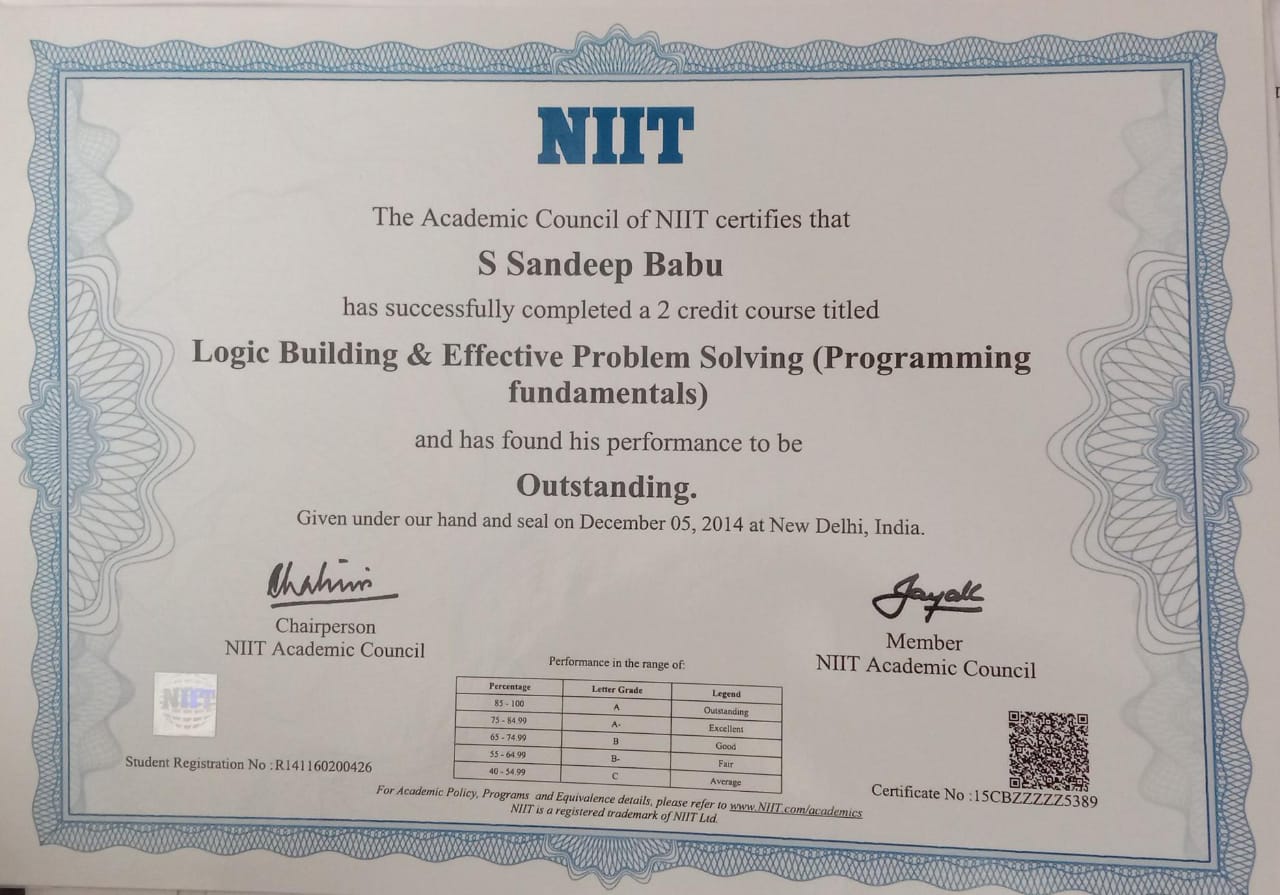 NIIT
The Academic Council of NIIT certifies that
S Sandeep Babu
has successfully completed a 2 credit course titled
Logic Building & Effective Problem Solving (Programming
fundamentals)
and has found his performance to be
Outstanding.
Given under our hand and seal on December 05, 2014 at New Delhi, India.
Chairperson
NIIT Academic Council
Member
NIIT Academic Council
NIIT
Performance in the range of:
Percentage Letter Grade Legend
85 - 100 A Outstanding
75 - 84.99 A- Excellent
65 - 74.99 B Good
55 - 64.99 B- Fair
40 - 54.99 C Average
Student Registration No :R141160200426
Certificate No :15CBZZZZZ5389
For Academic Policy, Programs and Equivalence details, please refer to www.NIIT.com/academics
NIIT is a registered trademark of NIIT Ltd.